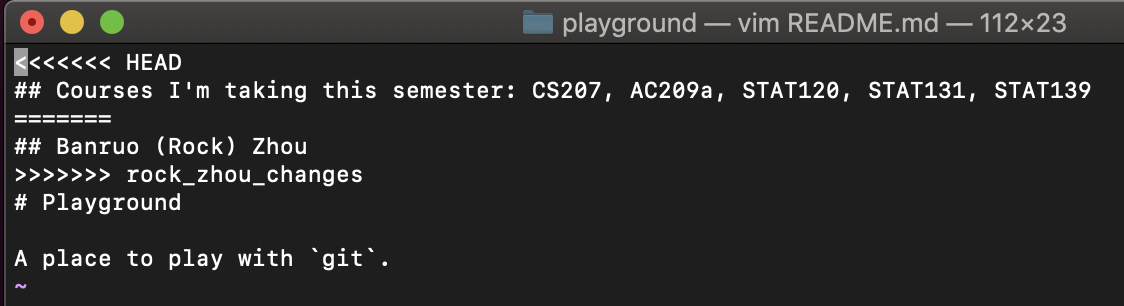 playground — vim README.md — 112×23
<<<<<<< HEAD
## Courses I'm taking this semester: CS207, AC209a, STAT120, STAT131, STAT139
=======
## Banruo (Rock) Zhou
>>>>>>> rock_zhou_changes
# Playground
A place to play with `git`.
~